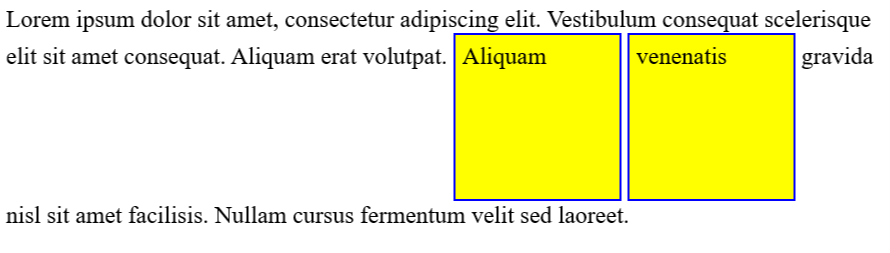 Lorem ipsum dolor sit amet, consectetur adipiscing elit. Vestibulum consequat scelerisque
elit sit amet consequat. Aliquam erat volutpat. Aliquam venenatis gravida
nisl sit amet facilisis. Nullam cursus fermentum velit sed laoreet.